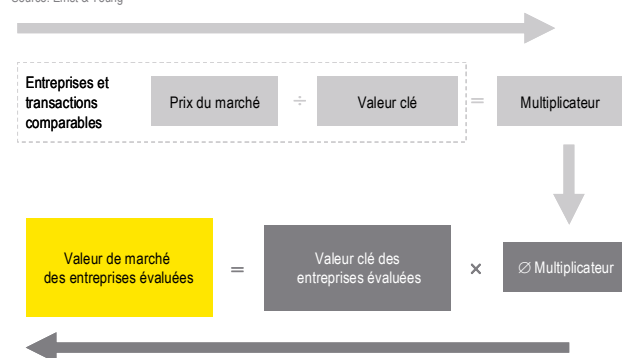 Source: Ernst & Young
Entreprises et
transactions
comparables
Prix du marché ÷ Valeur clé = Multiplicateur
Valeur de marché
des entreprises évaluées
=
Valeur clé des
entreprises évaluées
×
∅ Multiplicateur